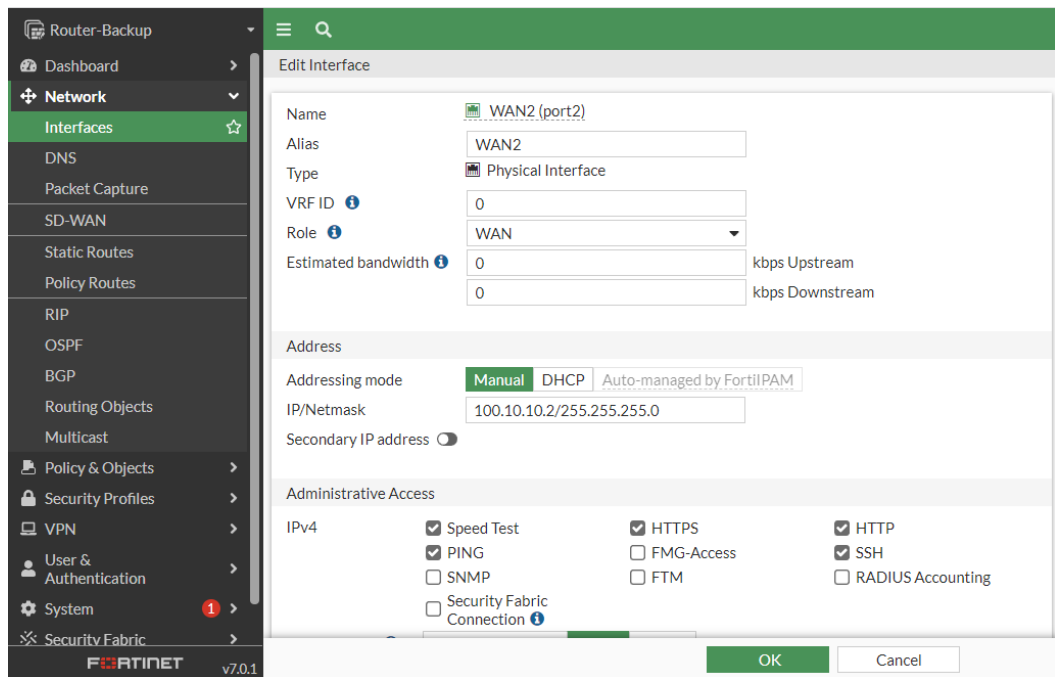 Router-Backup
Dashboard
Network
Interfaces
DNS
Packet Capture
SD-WAN
Static Routes
Policy Routes
RIP
OSPF
BGP
Routing Objects
Multicast
Policy & Objects
Security Profiles
VPN
User &
Authentication
System 1
Security Fabric
FORTINET v7.0.1
Edit Interface
Name WAN2 (port2)
Alias WAN2
Type Physical Interface
VRF ID 0
Role WAN
Estimated bandwidth 0 kbps Upstream
0 kbps Downstream
Address
Addressing mode Manual DHCP Auto-managed by FortiIPAM
IP/Netmask 100.10.10.2/255.255.255.0
Secondary IP address
Administrative Access
IPv4 Speed Test HTTPS HTTP
PING FMG-Access SSH
SNMP FTM RADIUS Accounting
Security Fabric
Connection
OK Cancel